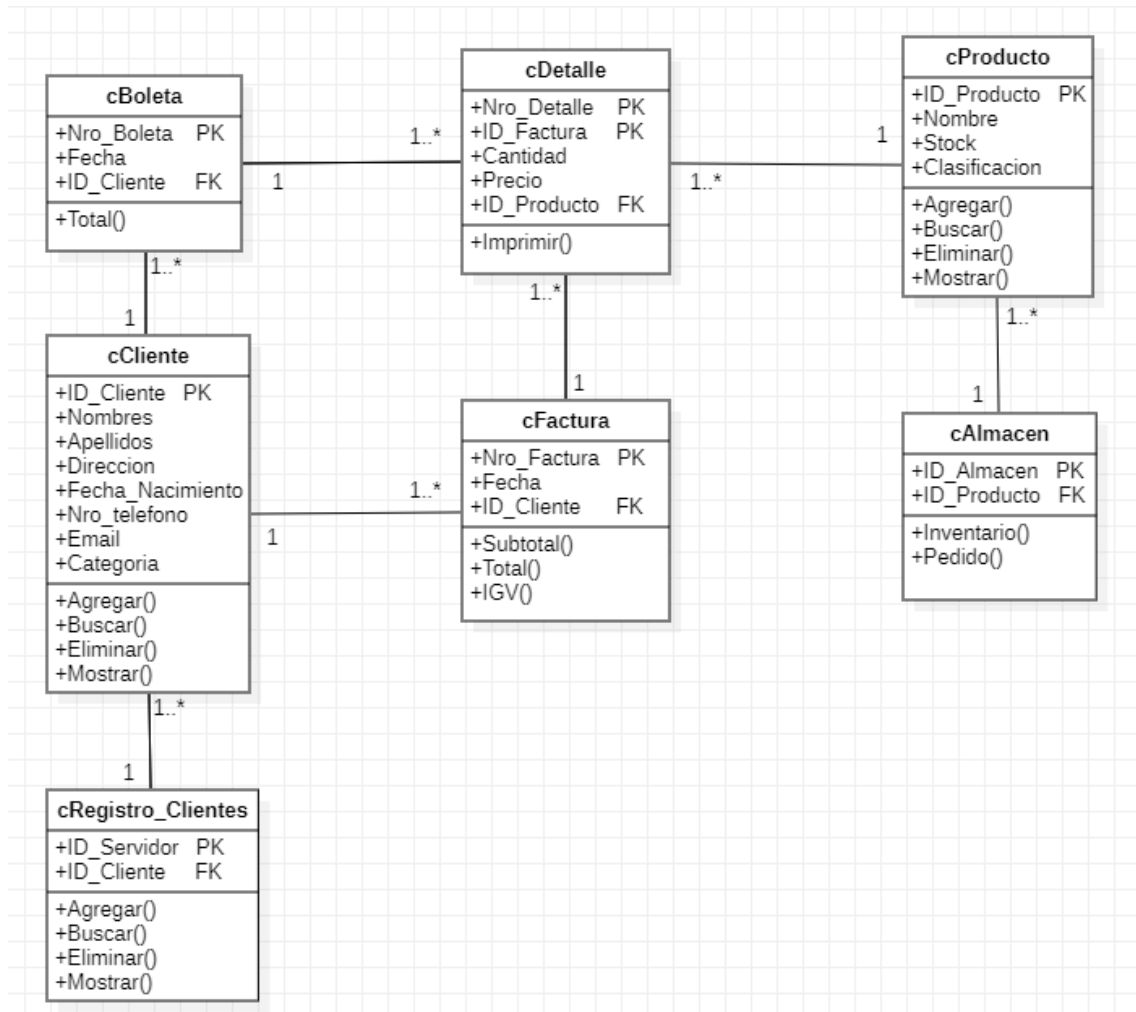 cBoleta
+Nro_Boleta PK
+Fecha
+ID_Cliente FK
+Total()
1
1..*
cDetalle
+Nro_Detalle PK
+ID_Factura PK
+Cantidad
+Precio
+ID_Producto FK
+Imprimir()
1..*
1
cProducto
+ID_Producto PK
+Nombre
+Stock
+Clasificacion
+Agregar()
+Buscar()
+Eliminar()
+Mostrar()
1..*
1
1..*
1
1..*
1
cCliente
+ID_Cliente PK
+Nombres
+Apellidos
+Direccion
+Fecha_Nacimiento
+Nro_telefono
+Email
+Categoria
+Agregar()
+Buscar()
+Eliminar()
+Mostrar()
1
1..*
cFactura
+Nro_Factura PK
+Fecha
+ID_Cliente FK
+Subtotal()
+Total()
+IGV()
cAlmacen
+ID_Almacen PK
+ID_Producto FK
+Inventario()
+Pedido()
1..*
1
cRegistro_Clientes
+ID_Servidor PK
+ID_Cliente FK
+Agregar()
+Buscar()
+Eliminar()
+Mostrar()